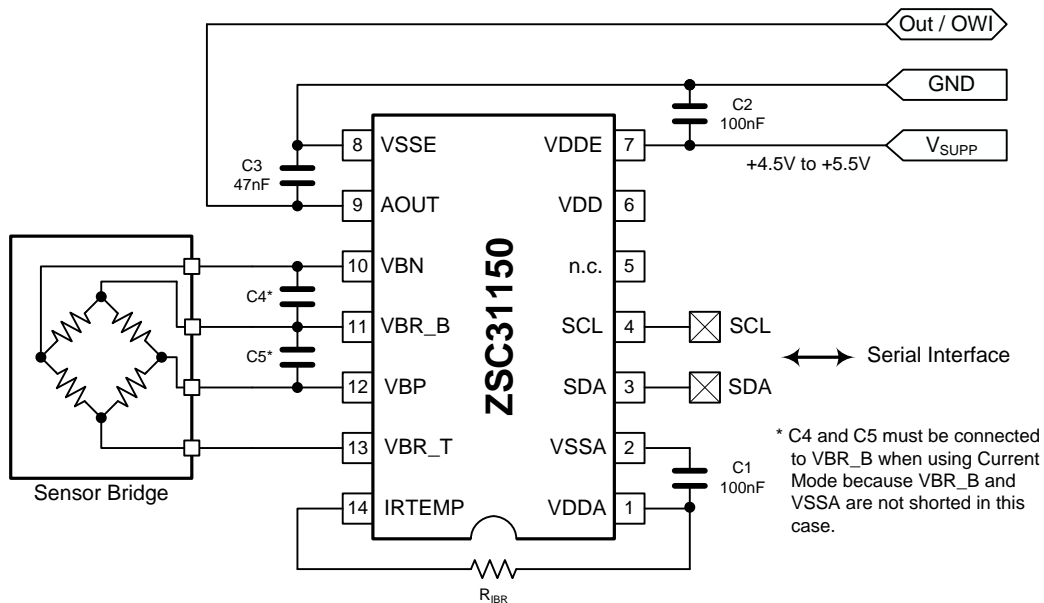 Out / OWI
GND
C2
100nF
V_SUPP
+4.5V to +5.5V
C3
47nF
8 VSSE
VDDE 7
9 AOUT
VDD 6
10 VBN
n.c. 5
C4*
11 VBR_B
SCL 4
SCL
C5*
Serial Interface
12 VBP
SDA 3
SDA
13 VBR_T
VSSA 2
C1
100nF
14 IRTEMP
VDDA 1
ZSC31150
Sensor Bridge
R_IBR
* C4 and C5 must be connected
to VBR_B when using Current
Mode because VBR_B and
VSSA are not shorted in this
case.